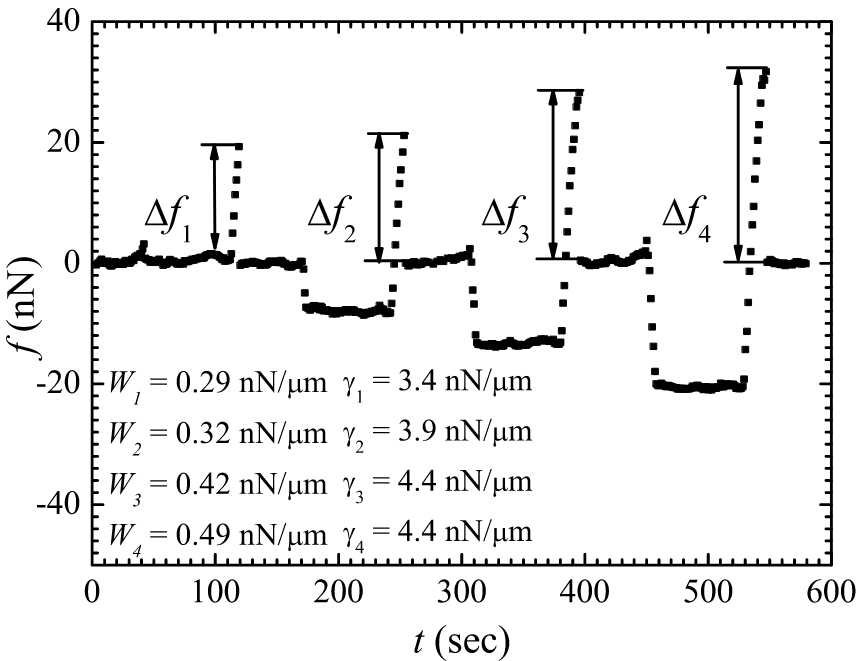 40
20
0
-20
-40
f (nN)
Δf1
Δf2
Δf3
Δf4
W1 = 0.29 nN/μm γ1 = 3.4 nN/μm
W2 = 0.32 nN/μm γ2 = 3.9 nN/μm
W3 = 0.42 nN/μm γ3 = 4.4 nN/μm
W4 = 0.49 nN/μm γ4 = 4.4 nN/μm
0 100 200 300 400 500 600
t (sec)